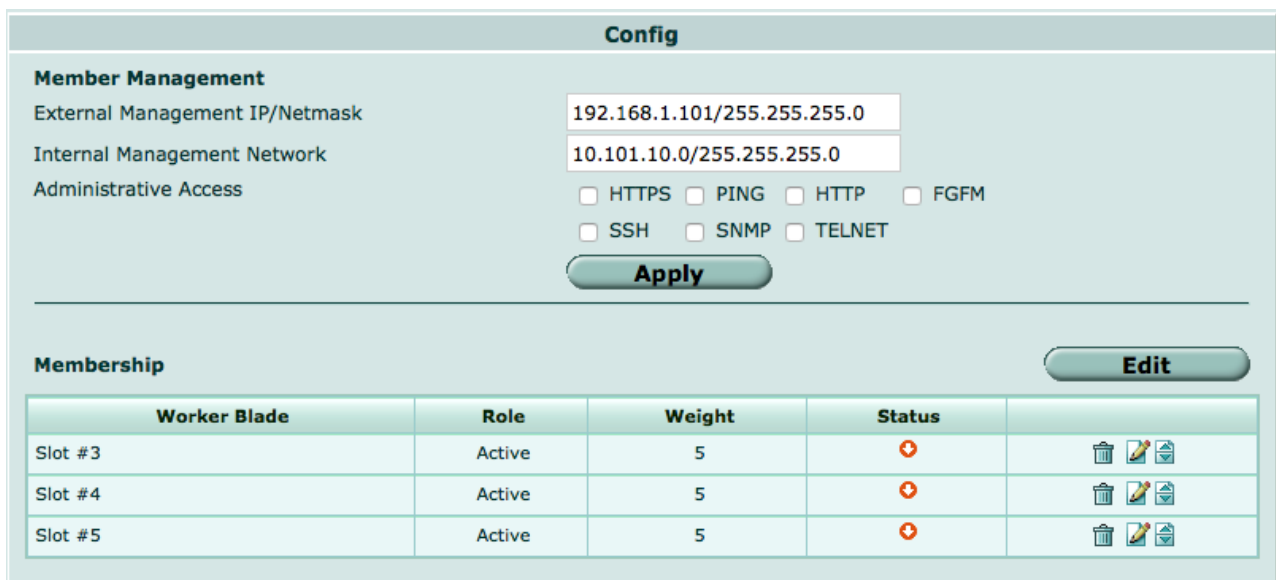 Config
Member Management
External Management IP/Netmask 192.168.1.101/255.255.255.0
Internal Management Network 10.101.10.0/255.255.255.0
Administrative Access HTTPS PING HTTP FGFM
SSH SNMP TELNET
Apply
Membership Edit
Worker Blade Role Weight Status
Slot #3 Active 5
Slot #4 Active 5
Slot #5 Active 5